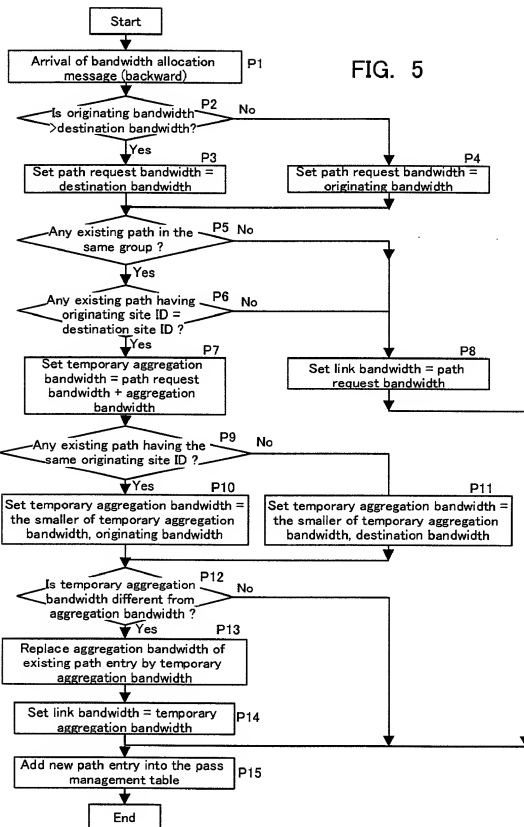 Start
FIG. 5
Arrival of bandwidth allocation
message (backward)
P1
Is originating bandwidth
>destination bandwidth?
P2
No
Yes
P3
Set path request bandwidth =
destination bandwidth
P4
Set path request bandwidth =
originating bandwidth
Any existing path in the
same group ?
P5
No
Yes
Any existing path having
originating site ID =
destination site ID ?
P6
No
Yes
P7
Set temporary aggregation
bandwidth = path request
bandwidth + aggregation
bandwidth
P8
Set link bandwidth = path
request bandwidth
Any existing path having the
same originating site ID ?
P9
No
Yes
P10
Set temporary aggregation bandwidth =
the smaller of temporary aggregation
bandwidth, originating bandwidth
P11
Set temporary aggregation bandwidth =
the smaller of temporary aggregation
bandwidth, destination bandwidth
Is temporary aggregation
bandwidth different from
aggregation bandwidth ?
P12
No
Yes
P13
Replace aggregation bandwidth of
existing path entry by temporary
aggregation bandwidth
Set link bandwidth = temporary
aggregation bandwidth
P14
Add new path entry into the pass
management table
P15
End